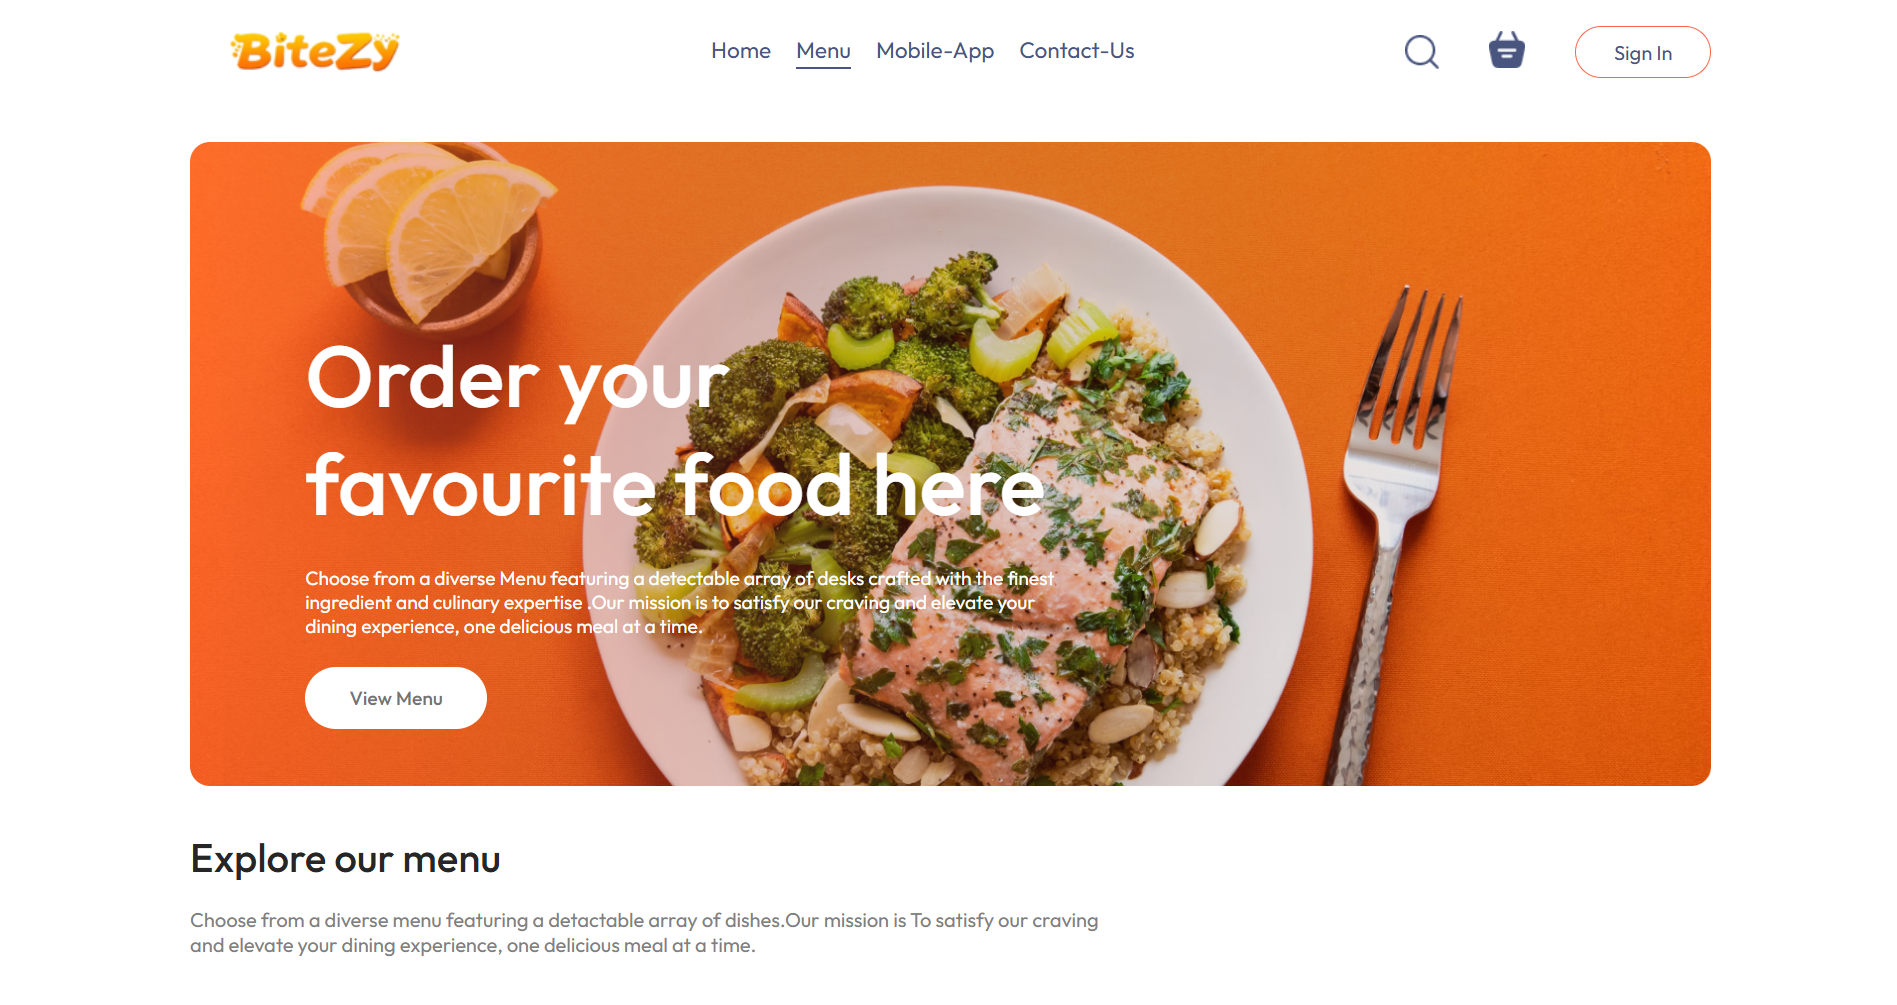 BiteZy
Home Menu Mobile-App Contact-Us
Sign In
Order your
favourite food here
Choose from a diverse Menu featuring a detectable array of desks crafted with the finest
ingredient and culinary expertise .Our mission is to satisfy our craving and elevate your
dining experience, one delicious meal at a time.
View Menu
Explore our menu
Choose from a diverse menu featuring a detactable array of dishes.Our mission is To satisfy our craving
and elevate your dining experience, one delicious meal at a time.